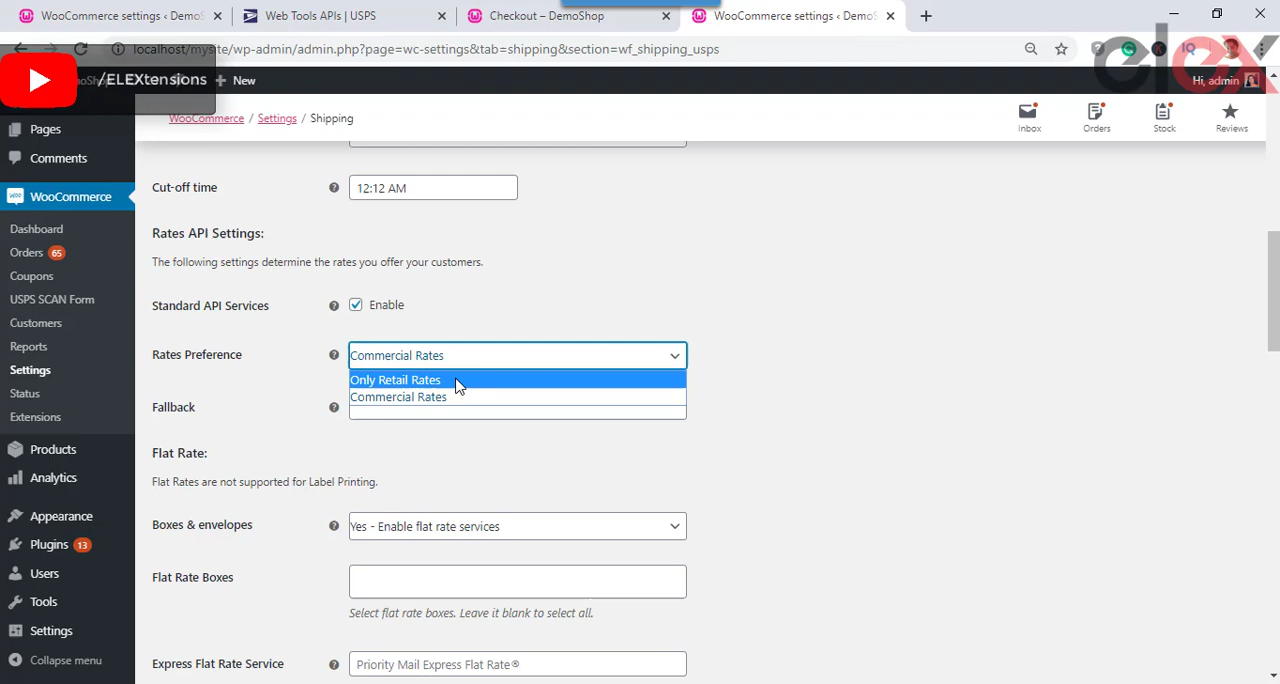 WooCommerce settings ‹ DemoS
Web Tools APIs | USPS
Checkout – DemoShop
WooCommerce settings ‹ DemoS
localhost/mysite/wp-admin/admin.php?page=wc-settings&tab=shipping&section=wf_shipping_usps
IQ
elex
/ELEXtensions
New
Hi, admin
WooCommerce / Settings / Shipping
Inbox
Orders
Stock
Reviews
Pages
Comments
WooCommerce
Dashboard
Orders 65
Coupons
USPS SCAN Form
Customers
Reports
Settings
Status
Extensions
Products
Analytics
Appearance
Plugins 13
Users
Tools
Settings
Collapse menu
Cut-off time
12:12 AM
Rates API Settings:
The following settings determine the rates you offer your customers.
Standard API Services
Enable
Rates Preference
Commercial Rates
Only Retail Rates
Commercial Rates
Fallback
Flat Rate:
Flat Rates are not supported for Label Printing.
Boxes & envelopes
Yes - Enable flat rate services
Flat Rate Boxes
Select flat rate boxes. Leave it blank to select all.
Express Flat Rate Service
Priority Mail Express Flat Rate®